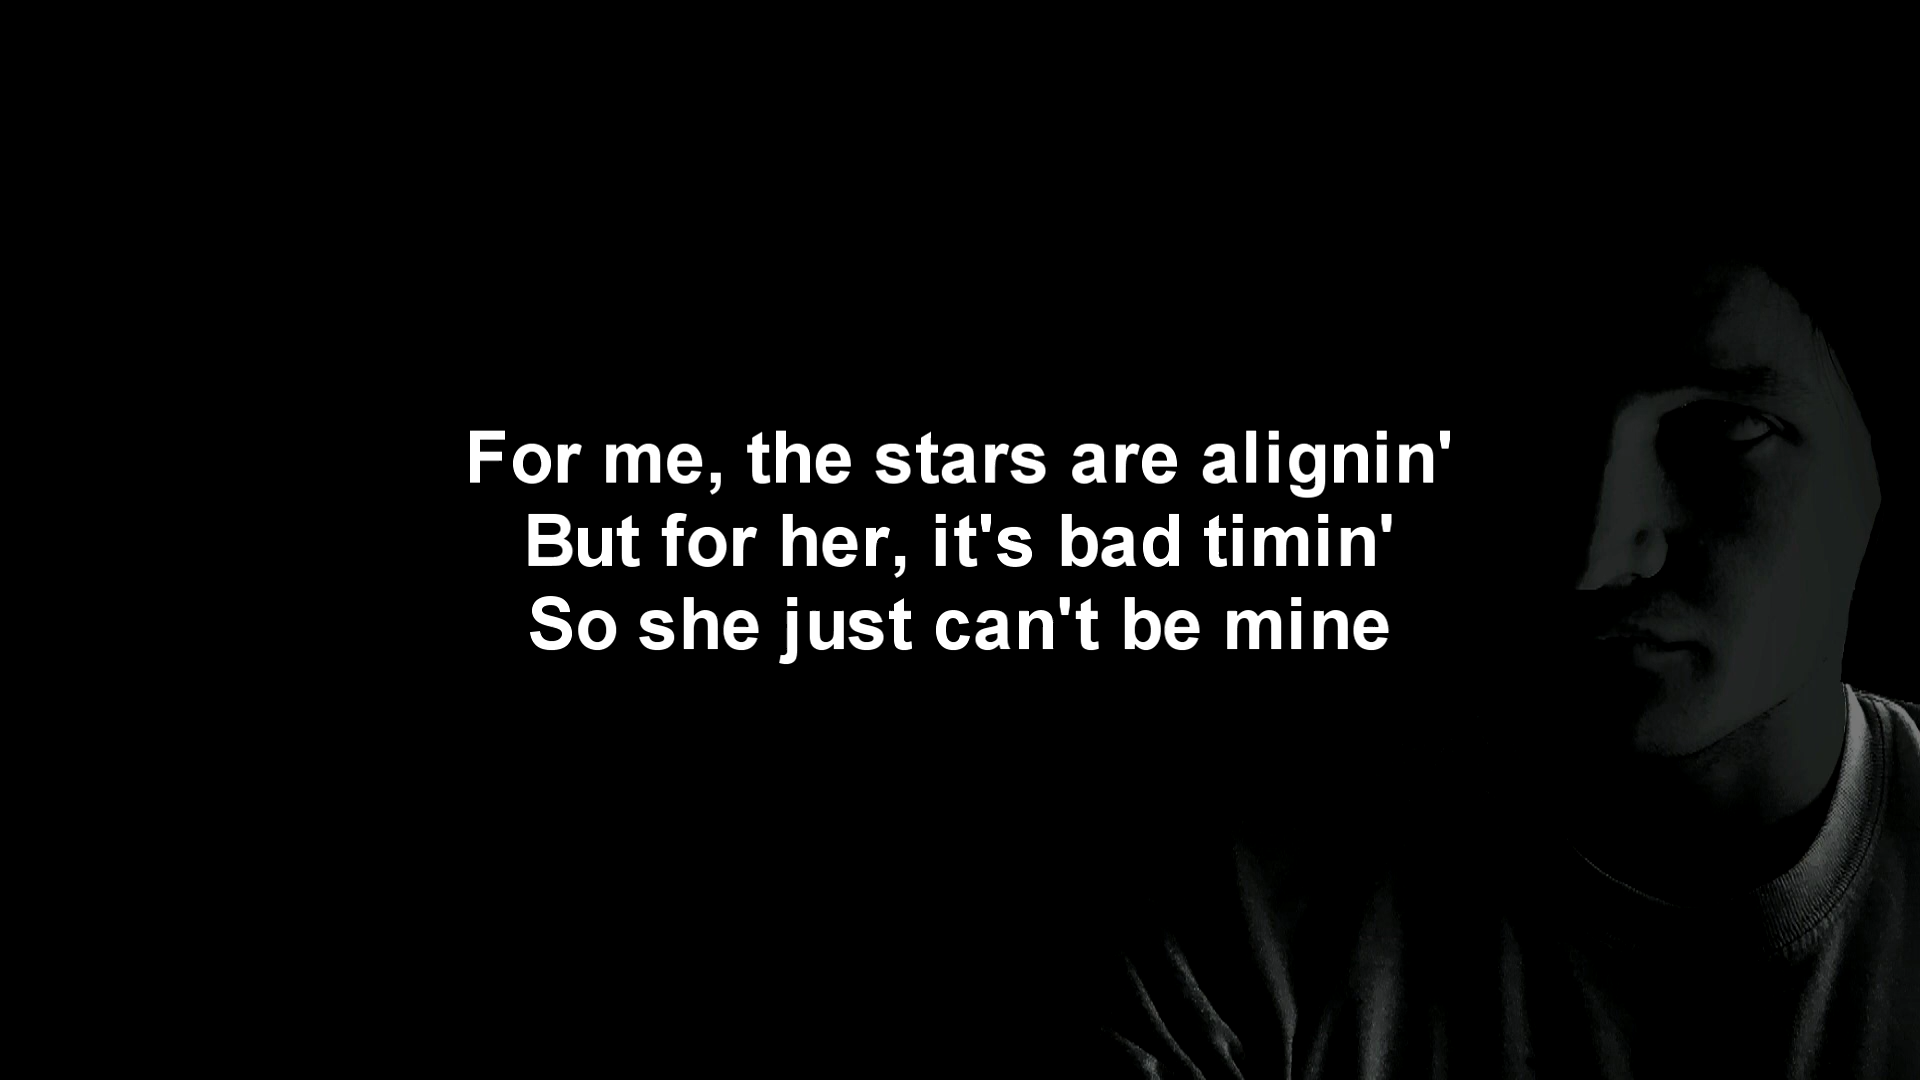 For me, the stars are alignin'
But for her, it's bad timin'
So she just can't be mine